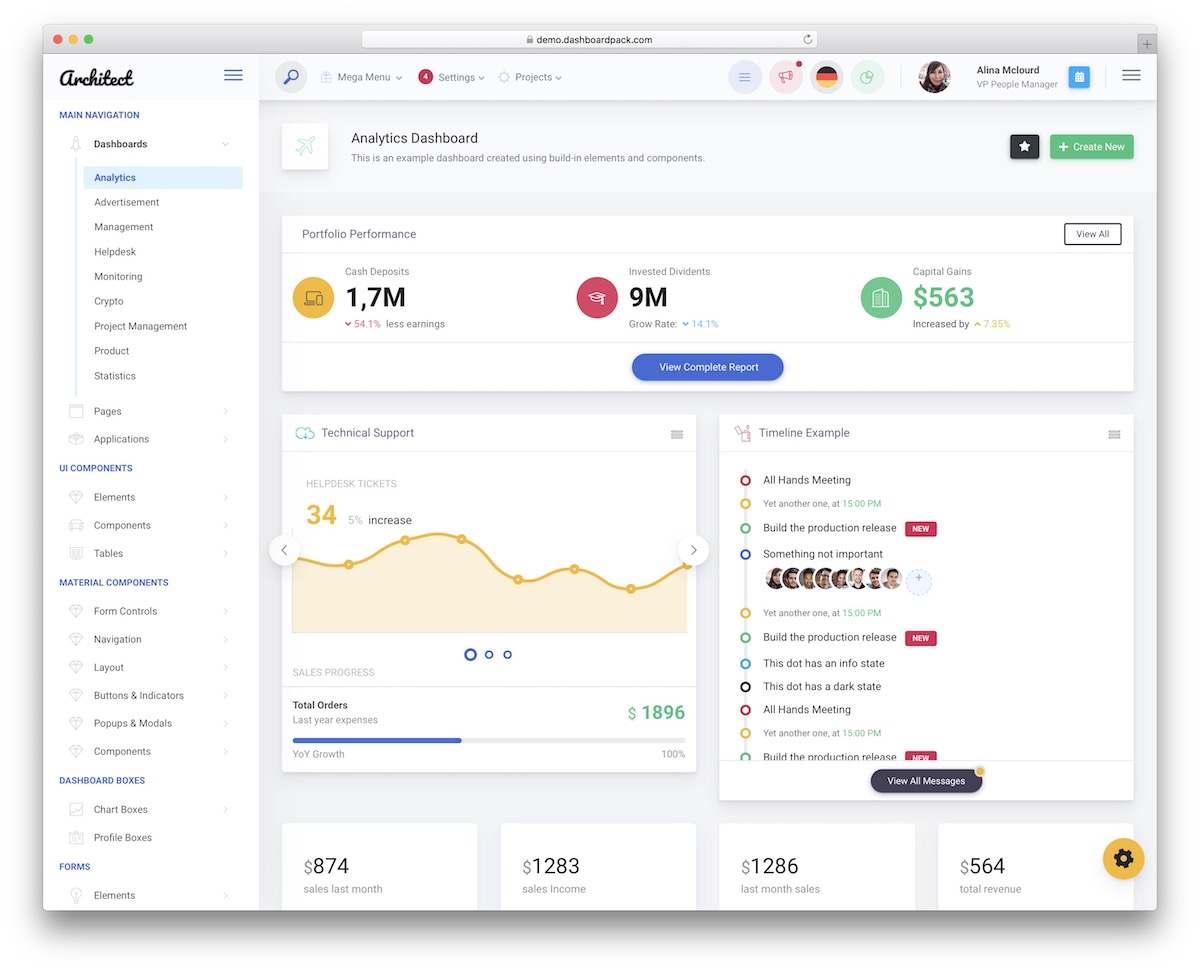 demo.dashboardpack.com
Architect
Mega Menu
4
Settings
Projects
Alina Mclourd
VP People Manager
MAIN NAVIGATION
Dashboards
Analytics
Advertisement
Management
Helpdesk
Monitoring
Crypto
Project Management
Product
Statistics
Pages
Applications
UI COMPONENTS
Elements
Components
Tables
MATERIAL COMPONENTS
Form Controls
Navigation
Layout
Buttons & Indicators
Popups & Modals
Components
DASHBOARD BOXES
Chart Boxes
Profile Boxes
FORMS
Elements
Analytics Dashboard
This is an example dashboard created using build-in elements and components.
Create New
Portfolio Performance
View All
Cash Deposits
1,7M
54.1% less earnings
Invested Dividents
9M
Grow Rate: 14.1%
Capital Gains
$563
Increased by 7.35%
View Complete Report
Technical Support
HELPDESK TICKETS
34 5% increase
SALES PROGRESS
Total Orders
Last year expenses
$ 1896
YoY Growth 100%
Timeline Example
All Hands Meeting
Yet another one, at 15:00 PM
Build the production release NEW
Something not important
+
Yet another one, at 15:00 PM
Build the production release NEW
This dot has an info state
This dot has a dark state
All Hands Meeting
Yet another one, at 15:00 PM
Build the production release NEW
View All Messages
$874
sales last month
$1283
sales Income
$1286
last month sales
$564
total revenue